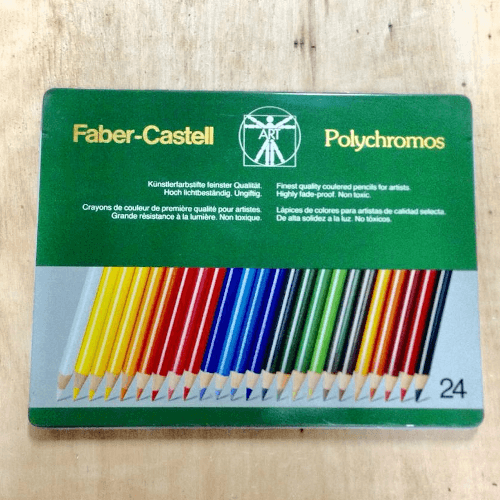 Faber-Castell
ART
Polychromos
Künstlerfarbstifte feinster Qualität.
Hoch lichtbeständig. Ungiftig.
Finest quality couloured pencils for artists
Highly fade-proof. Non toxic.
Crayons de couleur de première qualité pour artistes.
Grande résistance à la lumière. Non toxique.
Lápices de colores para artistas de calidad selecta.
De alta solidez a la luz. No tóxicos.
24